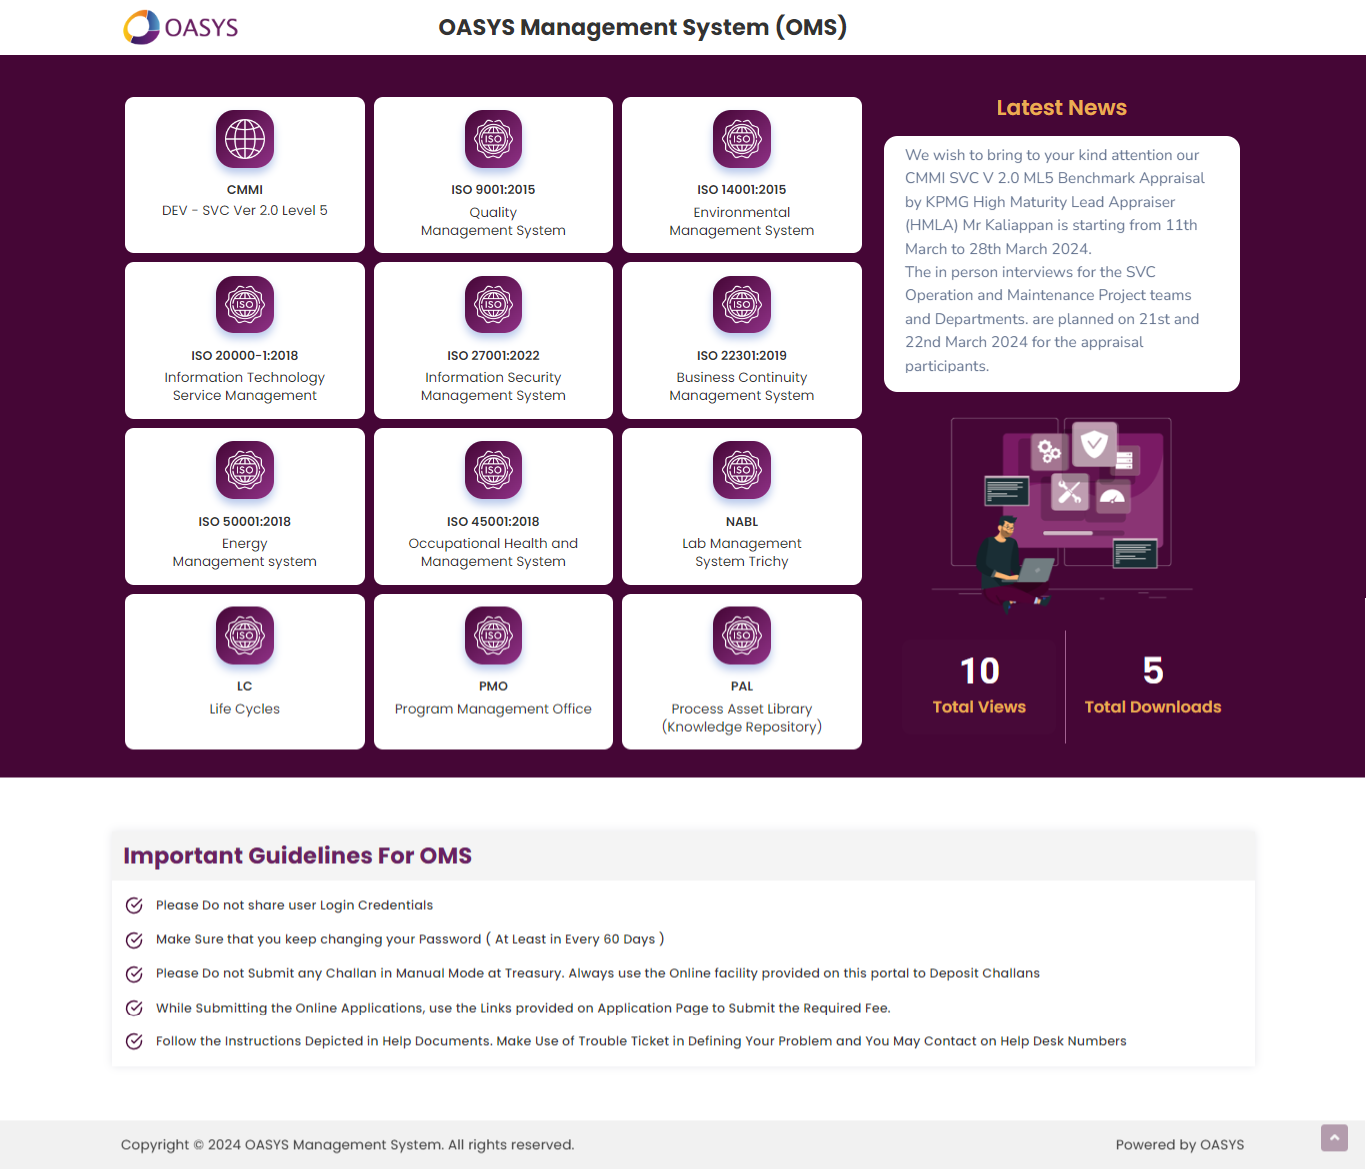 OASYS
OASYS Management System (OMS)
CMMI
DEV - SVC Ver 2.0 Level 5
ISO
ISO 9001:2015
Quality
Management System
ISO
ISO 14001:2015
Environmental
Management System
ISO
ISO 20000-1:2018
Information Technology
Service Management
ISO
ISO 27001:2022
Information Security
Management System
ISO
ISO 22301:2019
Business Continuity
Management System
ISO
ISO 50001:2018
Energy
Management system
ISO
ISO 45001:2018
Occupational Health and
Management System
ISO
NABL
Lab Management
System Trichy
ISO
LC
Life Cycles
ISO
PMO
Program Management Office
ISO
PAL
Process Asset Library
(Knowledge Repository)
Latest News
We wish to bring to your kind attention our
CMMI SVC V 2.0 ML5 Benchmark Appraisal
by KPMG High Maturity Lead Appraiser
(HMLA) Mr Kaliappan is starting from 11th
March to 28th March 2024.
The in person interviews for the SVC
Operation and Maintenance Project teams
and Departments. are planned on 21st and
22nd March 2024 for the appraisal
participants.
10
Total Views
5
Total Downloads
Important Guidelines For OMS
Please Do not share user Login Credentials
Make Sure that you keep changing your Password ( At Least in Every 60 Days )
Please Do not Submit any Challan in Manual Mode at Treasury. Always use the Online facility provided on this portal to Deposit Challans
While Submitting the Online Applications, use the Links provided on Application Page to Submit the Required Fee.
Follow the Instructions Depicted in Help Documents. Make Use of Trouble Ticket in Defining Your Problem and You May Contact on Help Desk Numbers
Copyright © 2024 OASYS Management System. All rights reserved.
Powered by OASYS